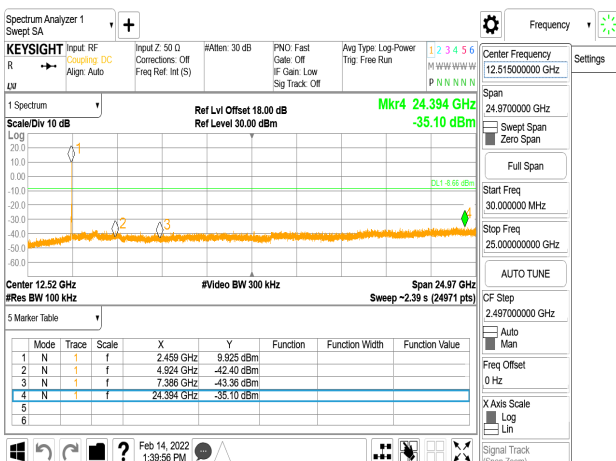 Spectrum Analyzer 1
Swept SA
Frequency
KEYSIGHT
R
LXI
Input: RF
Coupling: DC
Align: Auto
Input Z: 50 Ω
Corrections: Off
Freq Ref: Int (S)
#Atten: 30 dB
PNO: Fast
Gate: Off
IF Gain: Low
Sig Track: Off
Avg Type: Log-Power
Trig: Free Run
1 2 3 4 5 6
M W W W W W
P N N N N N
Center Frequency
12.515000000 GHz
Settings
Span
24.9700000 GHz
Swept Span
Zero Span
Full Span
Start Freq
30.000000 MHz
Stop Freq
25.000000000 GHz
AUTO TUNE
CF Step
2.497000000 GHz
Auto
Man
Freq Offset
0 Hz
X Axis Scale
Log
Lin
Signal Track
(Span Zoom)
1 Spectrum
Scale/Div 10 dB
Ref Lvl Offset 18.00 dB
Ref Level 30.00 dBm
Mkr4 24.394 GHz
-35.10 dBm
Log
20.0
10.0
0.00
-10.0
-20.0
-30.0
-40.0
-50.0
-60.0
1
2
3
4
DL1 -8.66 dBm
Center 12.52 GHz
#Res BW 100 kHz
#Video BW 300 kHz
Span 24.97 GHz
Sweep ~2.39 s (24971 pts)
5 Marker Table
Mode Trace Scale X Y Function Function Width Function Value
1 N 1 f 2.459 GHz 9.925 dBm
2 N 1 f 4.924 GHz -42.40 dBm
3 N 1 f 7.386 GHz -43.36 dBm
4 N 1 f 24.394 GHz -35.10 dBm
5
6
?
Feb 14, 2022
1:39:56 PM